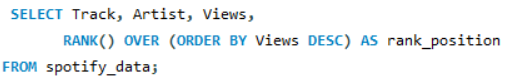 SELECT Track, Artist, Views,
RANK() OVER (ORDER BY Views DESC) AS rank_position
FROM spotify_data;